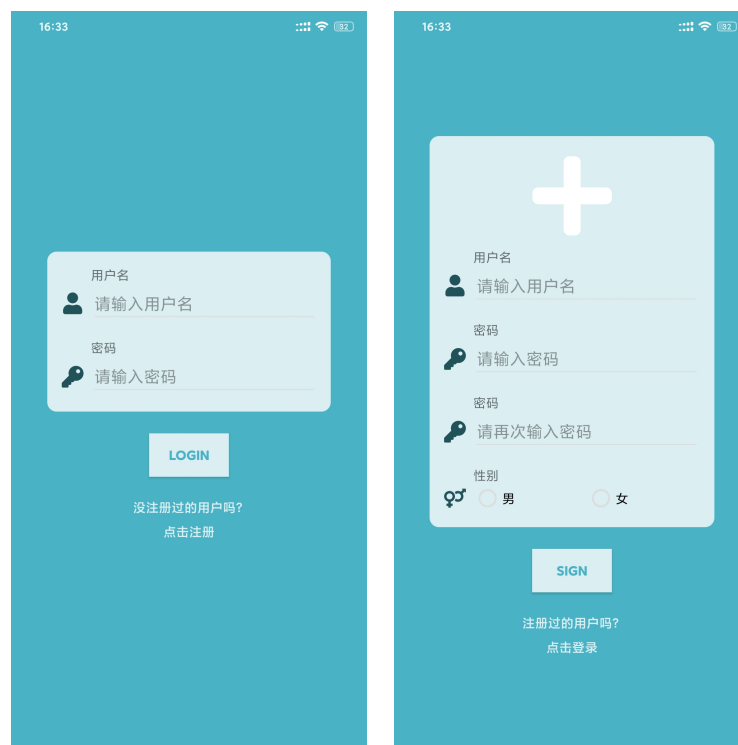 16:33
82
用户名
请输入用户名
密码
请输入密码
LOGIN
没注册过的用户吗?
点击注册
16:33
82
用户名
请输入用户名
密码
请输入密码
密码
请再次输入密码
性别
男
女
SIGN
注册过的用户吗?
点击登录